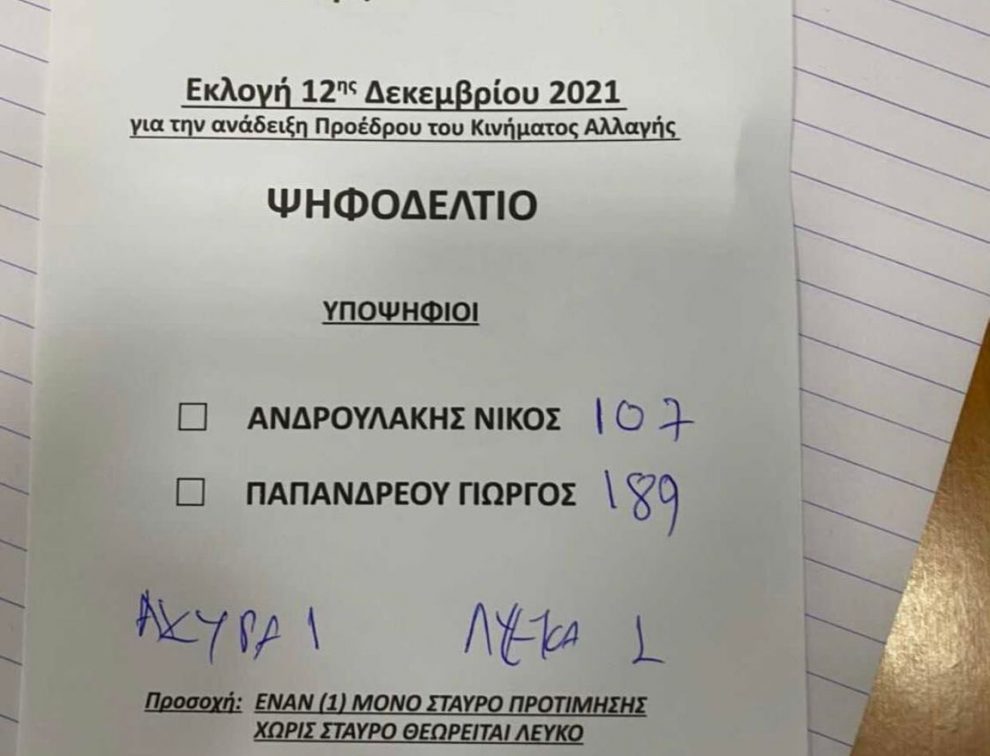 Εκλογή 12ης Δεκεμβρίου 2021
για την ανάδειξη Προέδρου του Κινήματος Αλλαγής
ΨΗΦΟΔΕΛΤΙΟ
ΥΠΟΨΗΦΙΟΙ
ΑΝΔΡΟΥΛΑΚΗΣ ΝΙΚΟΣ 107
ΠΑΠΑΝΔΡΕΟΥ ΓΙΩΡΓΟΣ 189
ΑΚΥΡΑ 1 ΛΥΕΚΑ 1
Προσοχή: ΕΝΑΝ (1) ΜΟΝΟ ΣΤΑΥΡΟ ΠΡΟΤΙΜΗΣΗΣ
ΧΩΡΙΣ ΣΤΑΥΡΟ ΘΕΩΡΕΙΤΑΙ ΛΕΥΚΟ